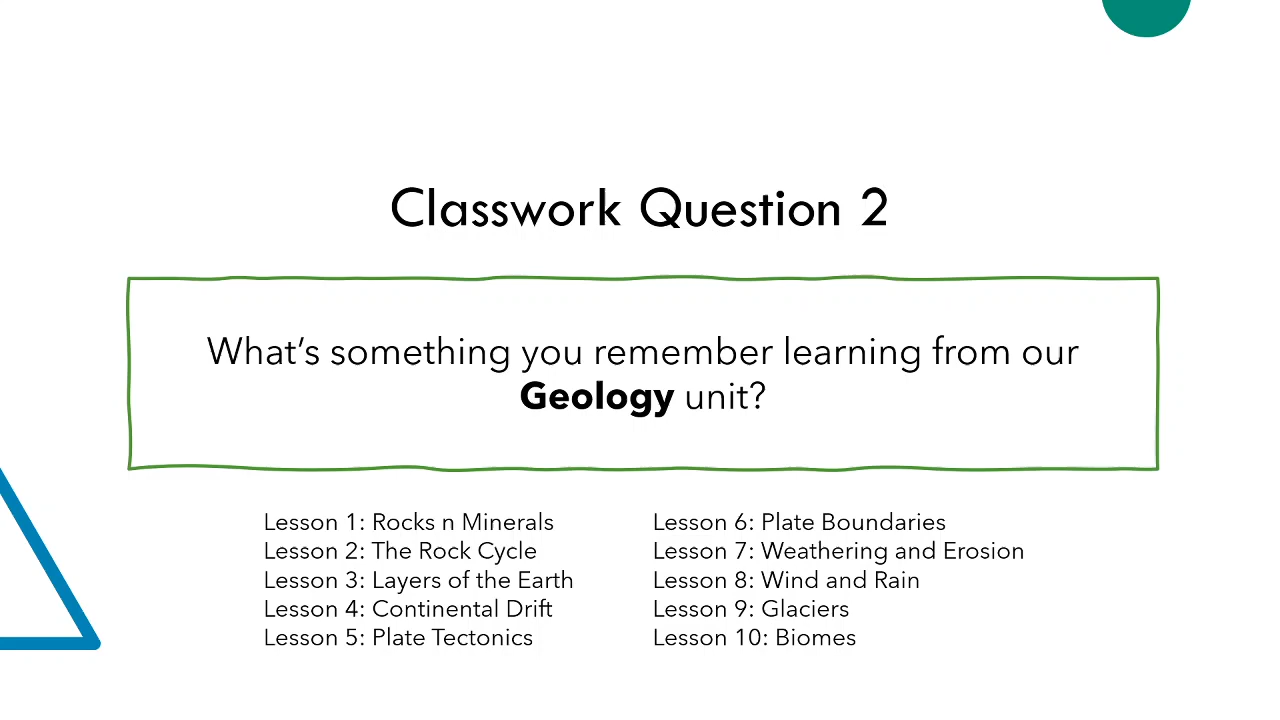 Classwork Question 2
What's something you remember learning from our
Geology unit?
Lesson 1: Rocks n Minerals
Lesson 2: The Rock Cycle
Lesson 3: Layers of the Earth
Lesson 4: Continental Drift
Lesson 5: Plate Tectonics
Lesson 6: Plate Boundaries
Lesson 7: Weathering and Erosion
Lesson 8: Wind and Rain
Lesson 9: Glaciers
Lesson 10: Biomes